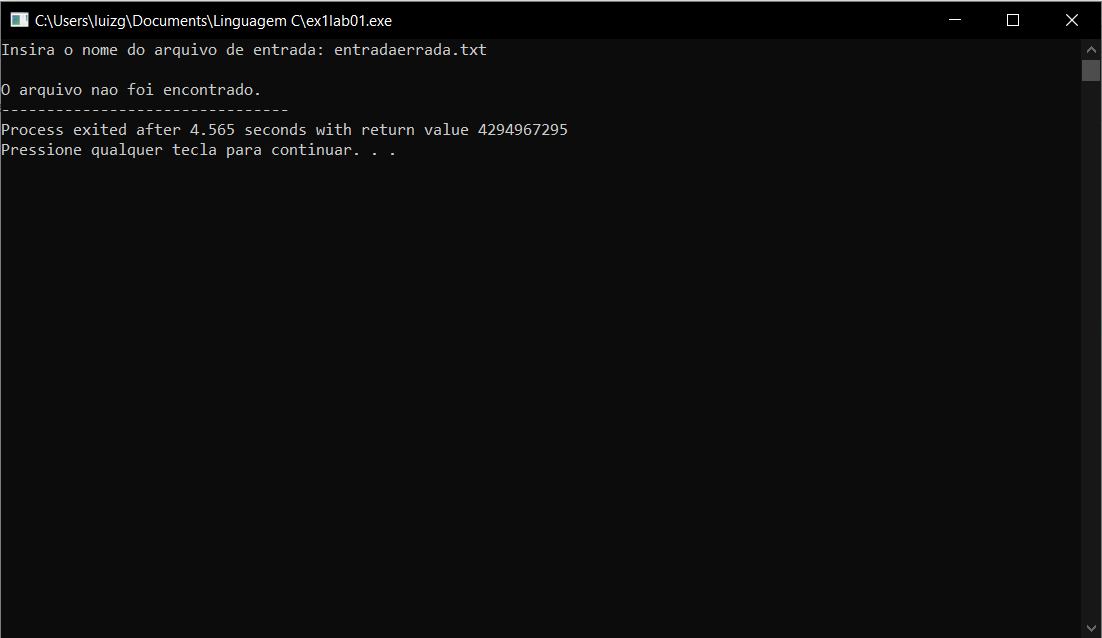 C:\Users\luizg\Documents\Linguagem C\ex1lab01.exe
Insira o nome do arquivo de entrada: entradaerrada.txt
O arquivo nao foi encontrado.
--------------------------------
Process exited after 4.565 seconds with return value 4294967295
Pressione qualquer tecla para continuar. . .